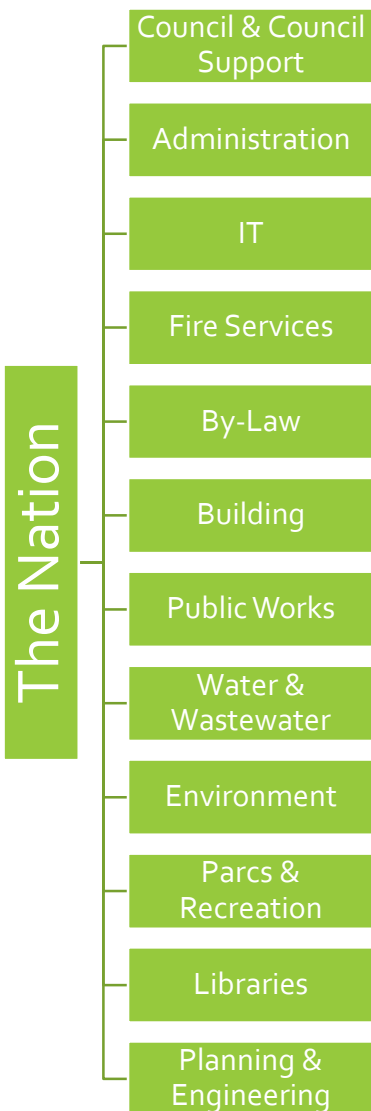 The Nation
Council & Council
Support
Administration
IT
Fire Services
By-Law
Building
Public Works
Water &
Wastewater
Environment
Parcs &
Recreation
Libraries
Planning &
Engineering